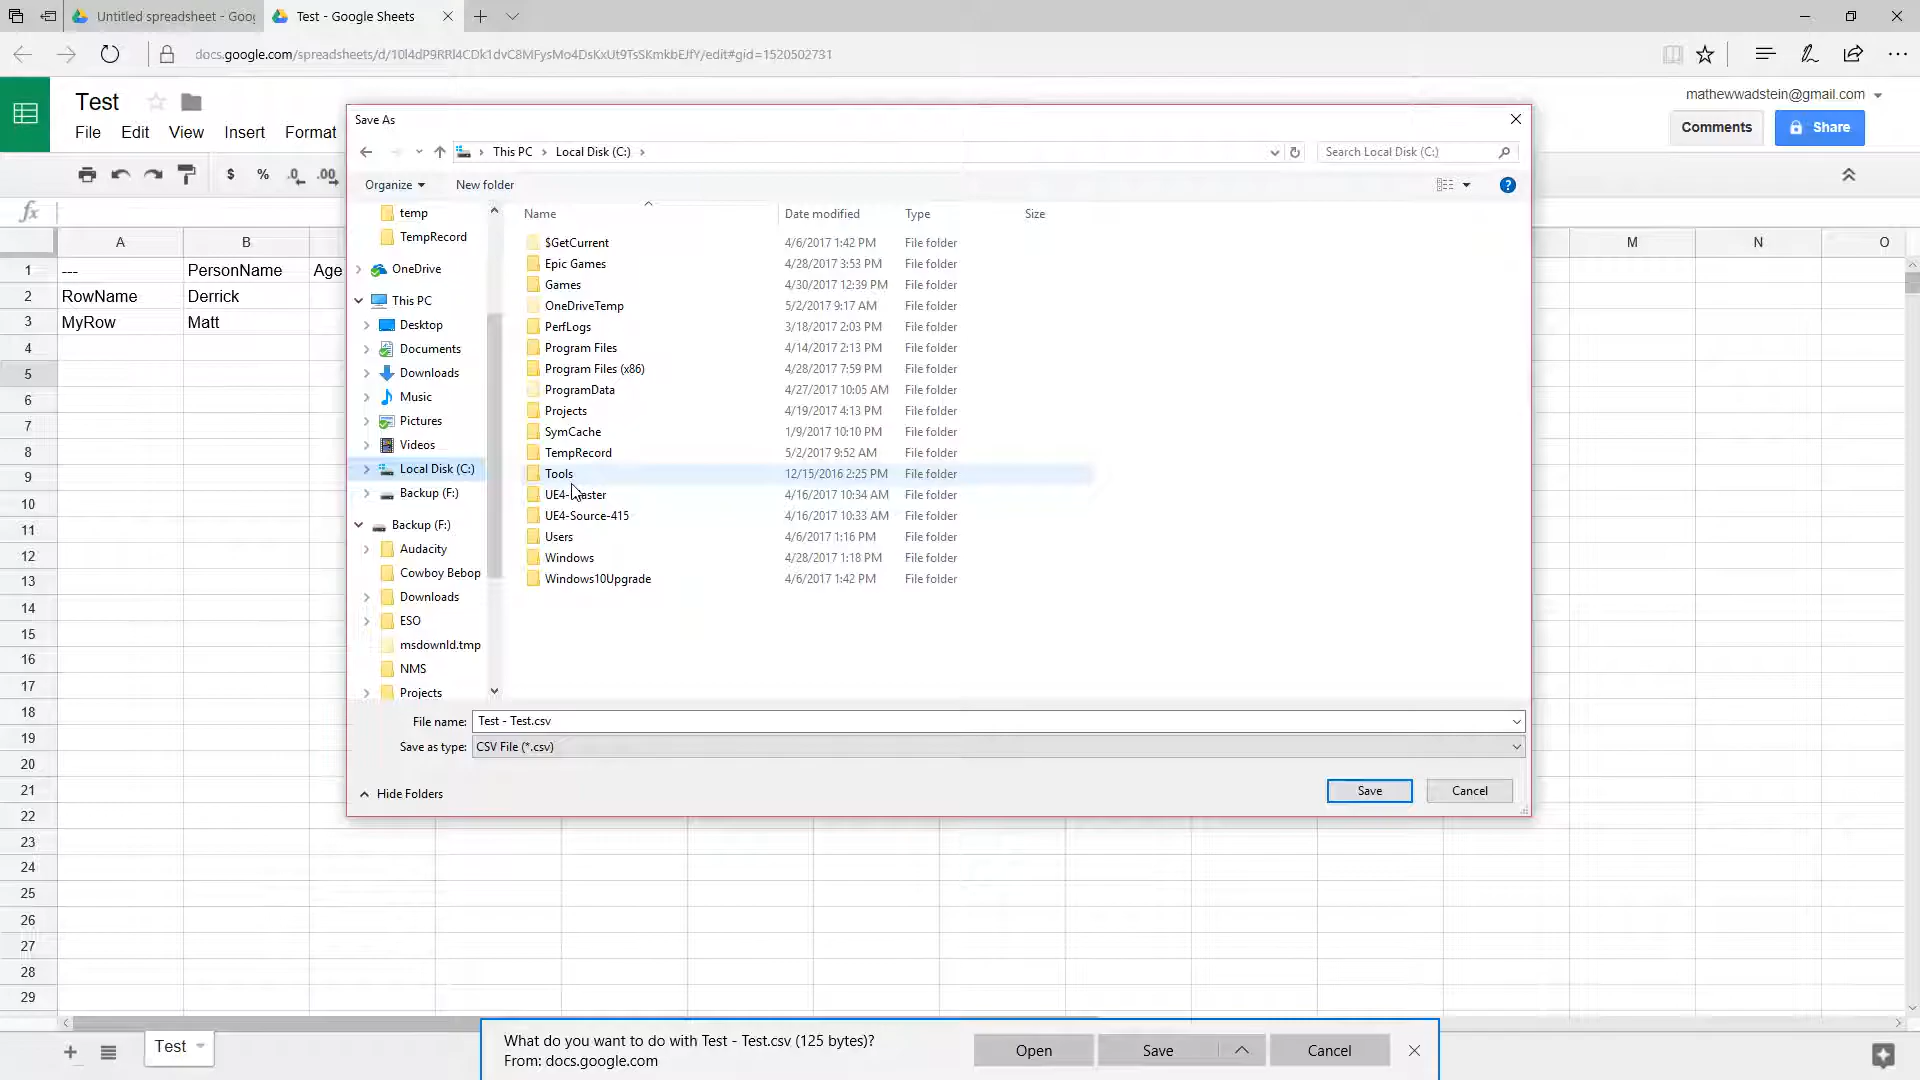 Untitled spreadsheet - Goog
Test - Google Sheets
docs.google.com/spreadsheets/d/10l4dP9RRl4CDk1dvC8MFysMo4DsKxUt9TsSKmkbEJfY/edit#gid=1520502731
Test
mathewwadstein@gmail.com
File Edit View Insert Format
Comments
Share
$ % .0 .00
fx
A B M N O
1 --- PersonName Age
2 RowName Derrick
3 MyRow Matt
4
5
6
7
8
9
10
11
12
13
14
15
16
17
18
19
20
21
22
23
24
25
26
27
28
29
Save As
This PC Local Disk (C:)
Search Local Disk (C:)
Organize New folder
temp
TempRecord
OneDrive
This PC
Desktop
Documents
Downloads
Music
Pictures
Videos
Local Disk (C:)
Backup (F:)
Backup (F:)
Audacity
Cowboy Bebop
Downloads
ESO
msdownld.tmp
NMS
Projects
Name Date modified Type Size
$GetCurrent 4/6/2017 1:42 PM File folder
Epic Games 4/28/2017 3:53 PM File folder
Games 4/30/2017 12:39 PM File folder
OneDriveTemp 5/2/2017 9:17 AM File folder
PerfLogs 3/18/2017 2:03 PM File folder
Program Files 4/14/2017 2:13 PM File folder
Program Files (x86) 4/28/2017 7:59 PM File folder
ProgramData 4/27/2017 10:05 AM File folder
Projects 4/19/2017 4:13 PM File folder
SymCache 1/9/2017 10:10 PM File folder
TempRecord 5/2/2017 9:52 AM File folder
Tools 12/15/2016 2:25 PM File folder
4/16/2017 10:34 AM File folder
UE4-Source-415 4/16/2017 10:33 AM File folder
Users 4/6/2017 1:16 PM File folder
Windows 4/28/2017 1:18 PM File folder
Windows10Upgrade 4/6/2017 1:42 PM File folder
File name: Test - Test.csv
Save as type: CSV File (*.csv)
Hide Folders
Save Cancel
Test
What do you want to do with Test - Test.csv (125 bytes)?
From: docs.google.com
Open Save Cancel